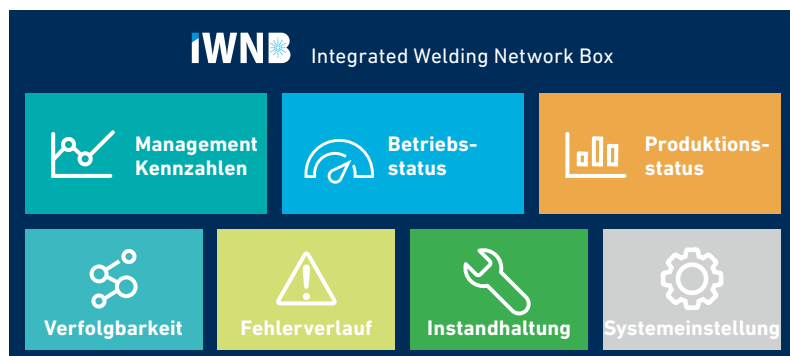 iWNB Integrated Welding Network Box
Management
Kennzahlen
Betriebs-
status
Produktions-
status
Verfolgbarkeit
Fehlerverlauf
Instandhaltung
Systemeinstellung